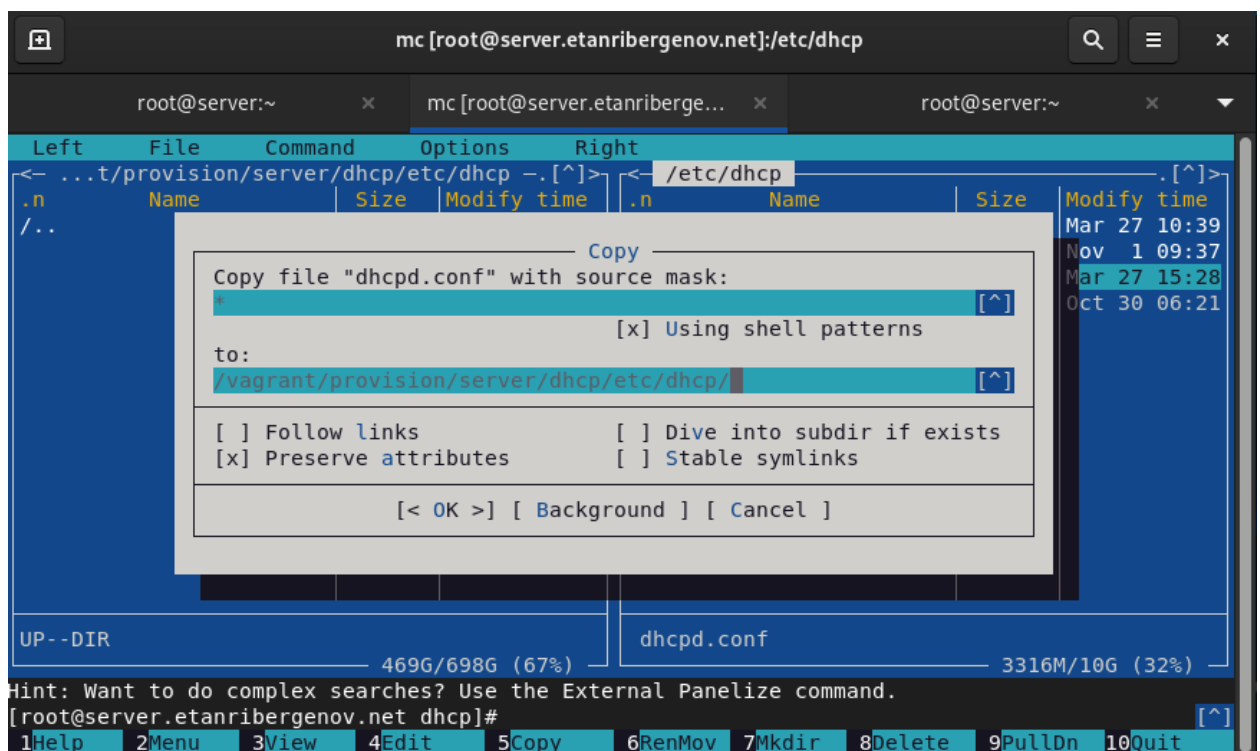 mc [root@server.etanribergenov.net]:/etc/dhcp
root@server:~ × mc [root@server.etanriberge... × root@server:~ ×
Left File Command Options Right
<— ...t/provision/server/dhcp/etc/dhcp —.[^]> <— /etc/dhcp .[^]>
.n Name Size Modify time .n Name Size Modify time
/.. Mar 27 10:39
Copy Nov 1 09:37
Copy file "dhcpd.conf" with source mask: Mar 27 15:28
* [^] Oct 30 06:21
[x] Using shell patterns
to:
/vagrant/provision/server/dhcp/etc/dhcp/ [^]
[ ] Follow links [ ] Dive into subdir if exists
[x] Preserve attributes [ ] Stable symlinks
[< OK >] [ Background ] [ Cancel ]
UP--DIR dhcpd.conf
469G/698G (67%) 3316M/10G (32%)
Hint: Want to do complex searches? Use the External Panelize command.
[root@server.etanribergenov.net dhcp]# [^]
1Help 2Menu 3View 4Edit 5Copy 6RenMov 7Mkdir 8Delete 9PullDn 10Quit